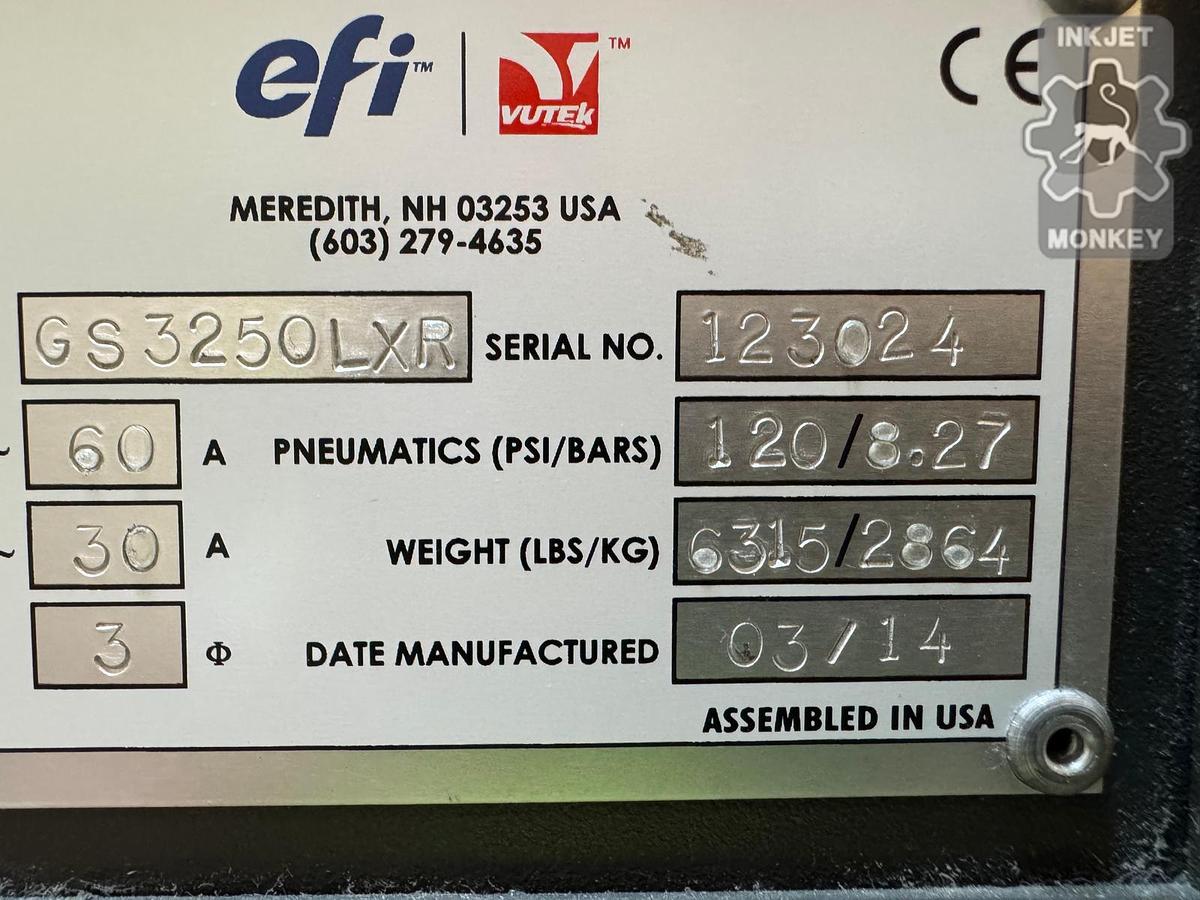 efi™ | VUTEk™
CE
INKJET
MONKEY
MEREDITH, NH 03253 USA
(603) 279-4635
GS3250LXR SERIAL NO. 123024
~ 60 A PNEUMATICS (PSI/BARS) 120/8.27
~ 30 A WEIGHT (LBS/KG) 6315/2864
3 Φ DATE MANUFACTURED 03/14
ASSEMBLED IN USA